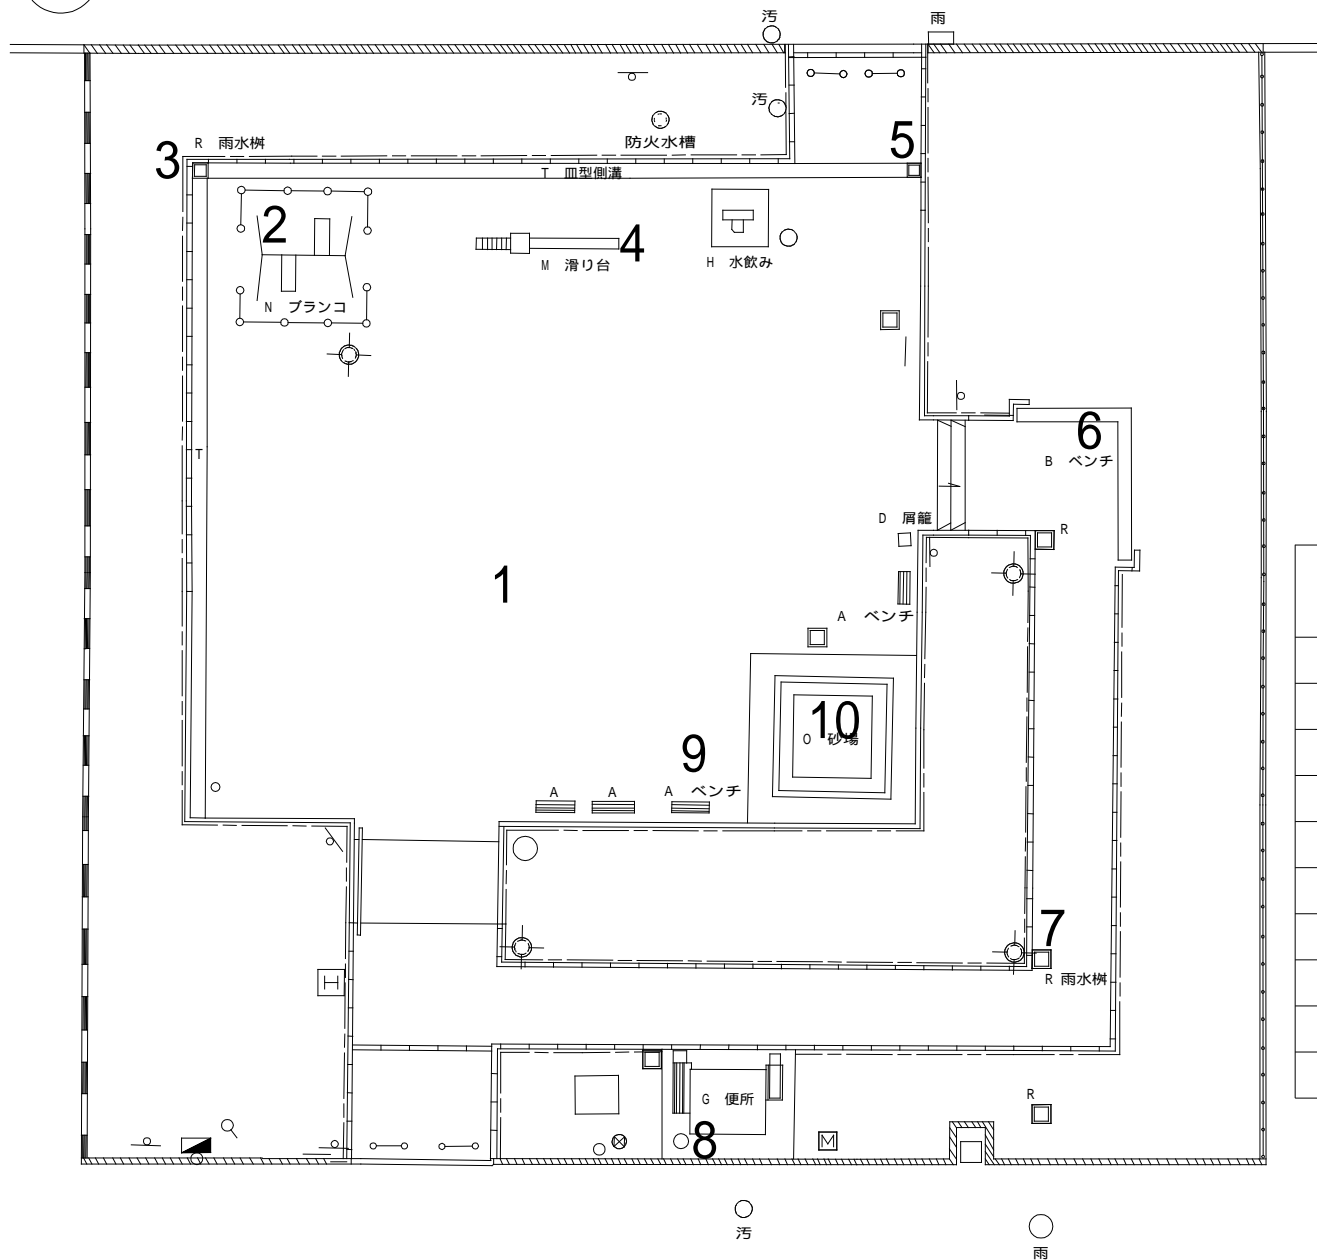 汚
雨
汚
防火水槽
5
3
R 雨水桝
T 皿型側溝
2
4
M 滑り台
H 水飲み
N ブランコ
6
B ベンチ
T
D 屑籠
R
1
A ベンチ
10
O 砂場
9
A
A
A ベンチ
7
R 雨水桝
H
G 便所
R
8
M
汚
雨